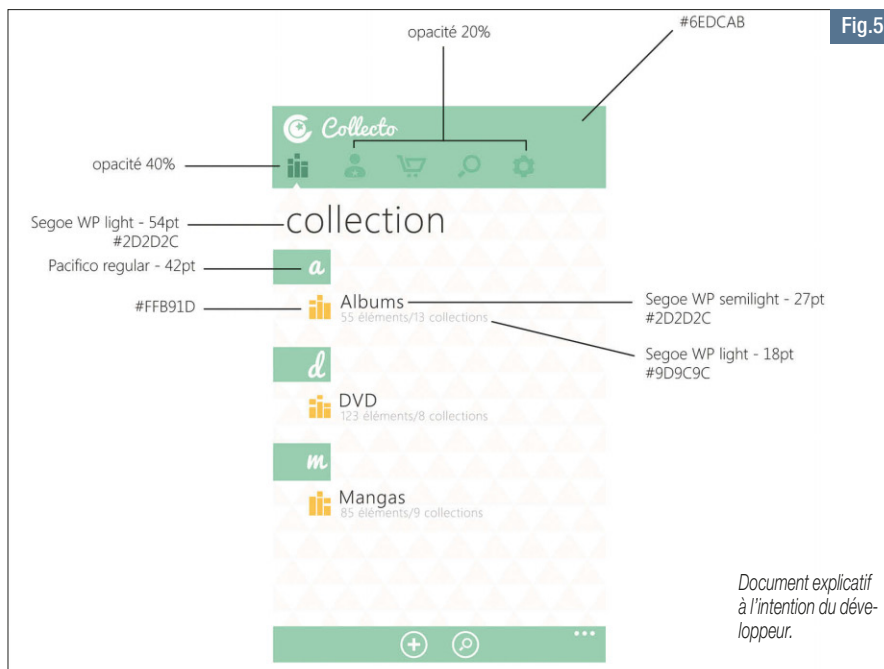 opacité 20%
#6EDCAB
Fig.5
Collecto
opacité 40%
Segoe WP light - 54pt
#2D2D2C
collection
Pacifico regular - 42pt
a
#FFB91D
Albums
55 éléments/13 collections
Segoe WP semilight - 27pt
#2D2D2C
Segoe WP light - 18pt
#9D9C9C
d
DVD
123 éléments/8 collections
m
Mangas
85 éléments/9 collections
Document explicatif
à l'intention du déve-
loppeur.